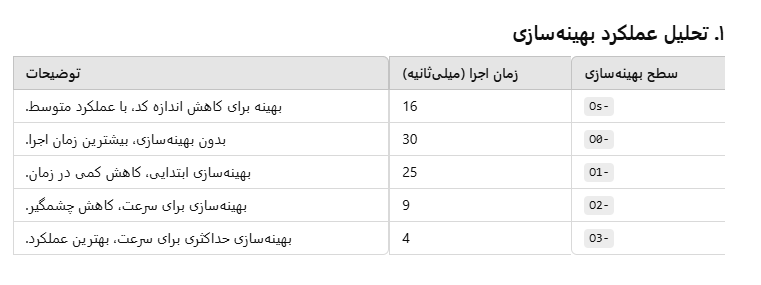 ۱. تحلیل عملکرد بهینه‌سازی
سطح بهینه‌سازی زمان اجرا (میلی‌ثانیه) توضیحات
-Os 16 بهینه برای کاهش اندازه کد، با عملکرد متوسط.
-O0 30 بدون بهینه‌سازی، بیشترین زمان اجرا.
-O1 25 بهینه‌سازی ابتدایی، کاهش کمی در زمان.
-O2 9 بهینه‌سازی برای سرعت، کاهش چشمگیر.
-O3 4 بهینه‌سازی حداکثری برای سرعت، بهترین عملکرد.